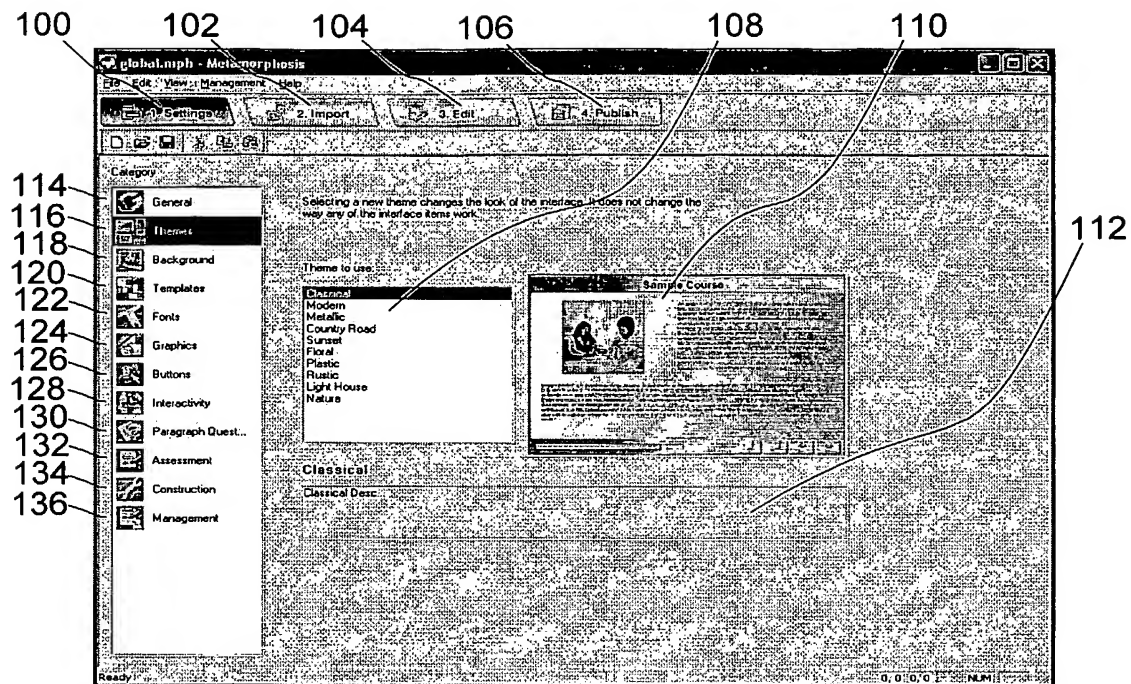 100 102 104 106 108 110
global.mph - Metamorphosis
File Edit View Management Help
1. Settings 2. Import 3. Edit 4. Publish
Category
114 General
116 Themes
118 Background
120 Templates
122 Fonts
124 Graphics
126 Buttons
128 Interactivity
130 Paragraph Quest...
132 Assessment
134 Construction
136 Management
Selecting a new theme changes the look of the interface. It does not change the
way any of the interface items work.
112
Theme to use:
Classical
Modern
Metallic
Country Road
Sunset
Floral
Plastic
Rustic
Light House
Nature
Sample Course
Classical
Classical Desc
Ready
0, 0, 0, 0 NUM